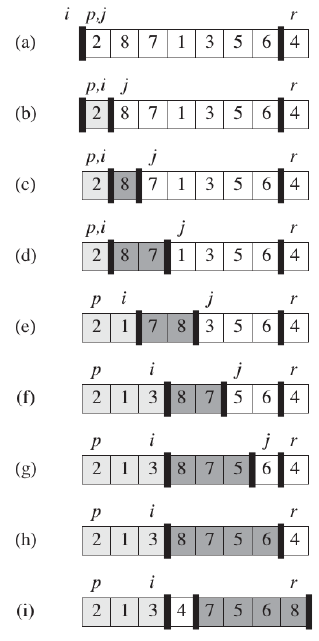 i p,j r
(a) 2 8 7 1 3 5 6 4
p,i j r
(b) 2 8 7 1 3 5 6 4
p,i j r
(c) 2 8 7 1 3 5 6 4
p,i j r
(d) 2 8 7 1 3 5 6 4
p i j r
(e) 2 1 7 8 3 5 6 4
p i j r
(f) 2 1 3 8 7 5 6 4
p i j r
(g) 2 1 3 8 7 5 6 4
p i r
(h) 2 1 3 8 7 5 6 4
p i r
(i) 2 1 3 4 7 5 6 8